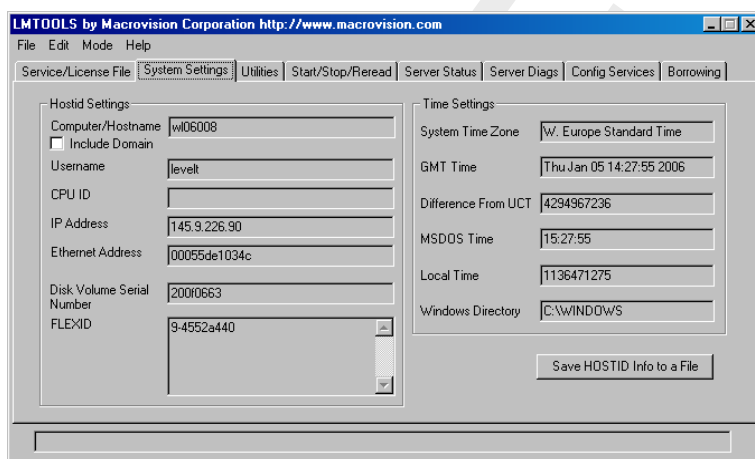 LMTOOLS by Macrovision Corporation http://www.macrovision.com
File Edit Mode Help
Service/License File System Settings Utilities Start/Stop/Reread Server Status Server Diags Config Services Borrowing
Hostid Settings
Computer/Hostname wl06008
Include Domain
Username levelt
CPU ID
IP Address 145.9.226.90
Ethernet Address 00055de1034c
Disk Volume Serial
Number 200f0663
FLEXID 9-4552a440
Time Settings
System Time Zone W. Europe Standard Time
GMT Time Thu Jan 05 14:27:55 2006
Difference From UCT 4294967236
MSDOS Time 15:27:55
Local Time 1136471275
Windows Directory C:\WINDOWS
Save HOSTID Info to a File